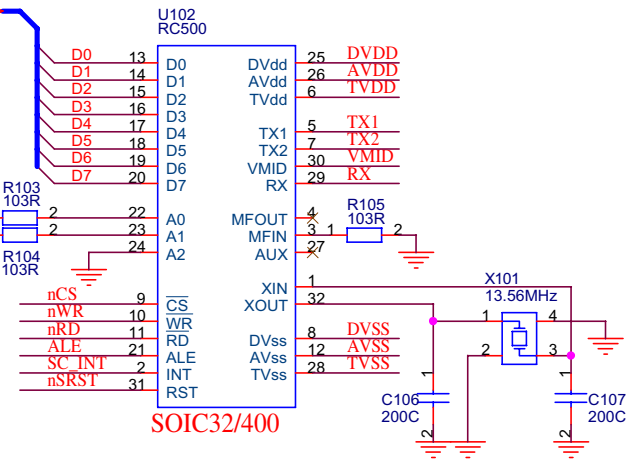 U102
RC500
D0 13 D0 DVdd 25 DVDD
D1 14 D1 AVdd 26 AVDD
D2 15 D2 TVdd 6 TVDD
D3 16 D3
D4 17 D4 TX1 5 TX1
D5 18 D5 TX2 7 TX2
D6 19 D6 VMID 30 VMID
D7 20 D7 RX 29 RX
R103
103R
2 22 A0 MFOUT 4
2 23 A1 MFIN 3 1 2
R105
103R
24 A2 AUX 27
R104
103R
XIN 1
XOUT 32
X101
13.56MHz
nCS 9 CS
nWR 10 WR
nRD 11 RD DVss 8 DVSS
ALE 21 ALE AVss 12 AVSS
SC_INT 2 INT TVss 28 TVSS
nSRST 31 RST
1 4
2 3
1 1
C106
200C
C107
200C
2 2
SOIC32/400